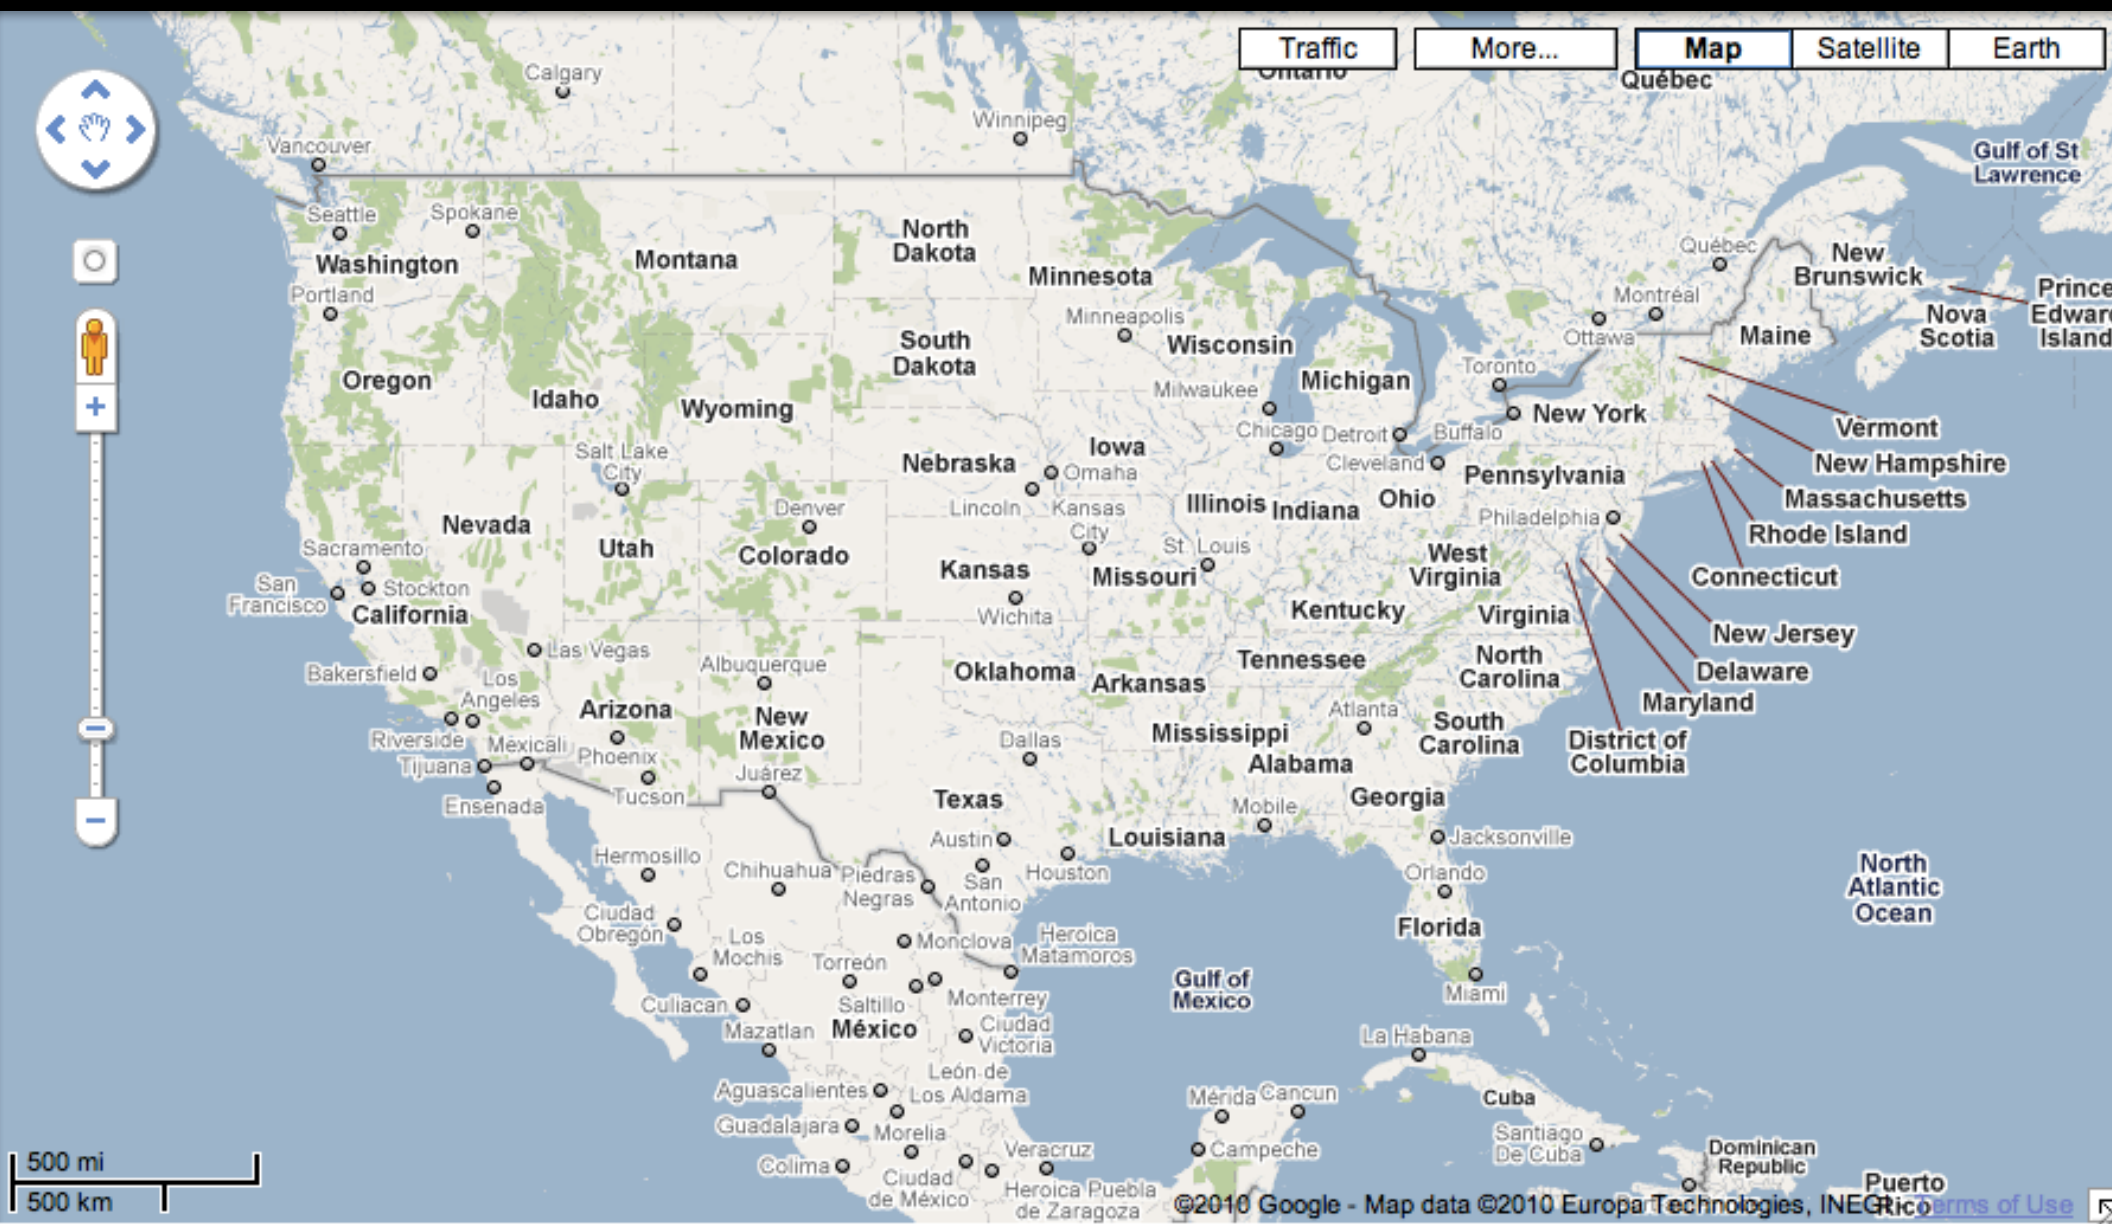 Traffic
More...
Map
Satellite
Earth
Calgary
Ontario
Québec
Winnipeg
Vancouver
Gulf of St
Lawrence
Seattle
Spokane
Washington
Montana
North
Dakota
Minnesota
Québec
New
Brunswick
Prince
Edward
Island
Portland
Minneapolis
Montréal
Nova
Scotia
Ottawa
Maine
South
Dakota
Wisconsin
Toronto
Oregon
Idaho
Wyoming
Milwaukee
Michigan
New York
Vermont
Chicago
Detroit
Buffalo
Salt Lake
City
Nebraska
Iowa
Omaha
Cleveland
Pennsylvania
New Hampshire
Massachusetts
Lincoln
Kansas
City
Illinois
Indiana
Ohio
Philadelphia
Rhode Island
Nevada
Utah
Denver
Colorado
Sacramento
Kansas
St Louis
Missouri
West
Virginia
Connecticut
San
Francisco
Stockton
California
Wichita
Kentucky
Virginia
New Jersey
Las Vegas
Bakersfield
Albuquerque
Oklahoma
Arkansas
Tennessee
North
Carolina
Delaware
Maryland
Los
Angeles
Arizona
New
Mexico
Riverside
Mexicali
Phoenix
Dallas
Mississippi
Atlanta
South
Carolina
District of
Columbia
Tijuana
Juárez
Alabama
Ensenada
Tucson
Texas
Mobile
Georgia
Austin
Louisiana
Jacksonville
Hermosillo
Chihuahua
Piedras
Negras
San
Antonio
Houston
Orlando
North
Atlantic
Ocean
Ciudad
Obregón
Los
Mochis
Monclova
Heroica
Matamoros
Florida
Torreón
Gulf of
Mexico
Miami
Culiacan
Saltillo
Monterrey
Mazatlan
México
Ciudad
Victoria
La Habana
León de
Los Aldama
Aguascalientes
Mérida
Cancun
Cuba
Guadalajara
Morelia
Colima
Veracruz
Campeche
Santiago
De Cuba
Dominican
Republic
Ciudad
de México
Heroica Puebla
de Zaragoza
Puerto
Rico
500 mi
500 km
©2010 Google - Map data ©2010 Europa Technologies, INEGI
Terms of Use